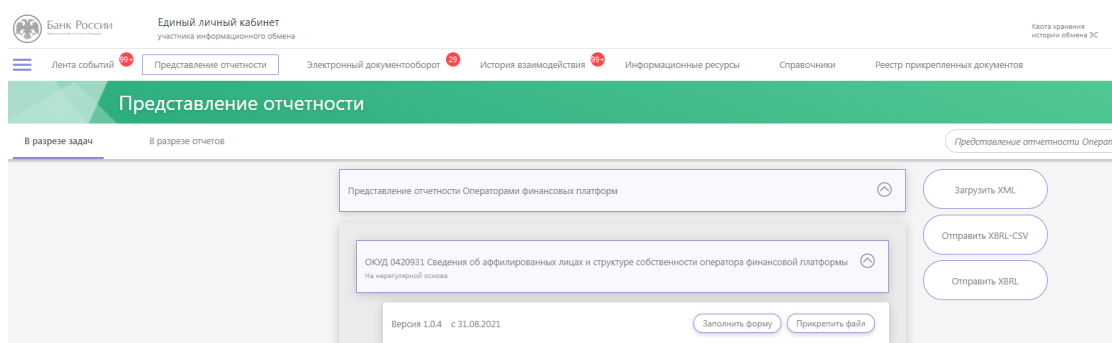 Банк России
Единый личный кабинет
участника информационного обмена
Квота хранения
истории обмена ЭС
Лента событий 99+
Представление отчетности
Электронный документооборот 29
История взаимодействия 99+
Информационные ресурсы
Справочники
Реестр прикрепленных документов
Представление отчетности
В разрезе задач
В разрезе отчетов
Представление отчетности Операт
Представление отчетности Операторами финансовых платформ
Загрузить XML
Отправить XBRL-CSV
ОКУД 0420931 Сведения об аффилированных лицах и структуре собственности оператора финансовой платформы
На нерегулярной основе
Отправить XBRL
Версия 1.0.4 с 31.08.2021
Заполнить форму
Прикрепить файл